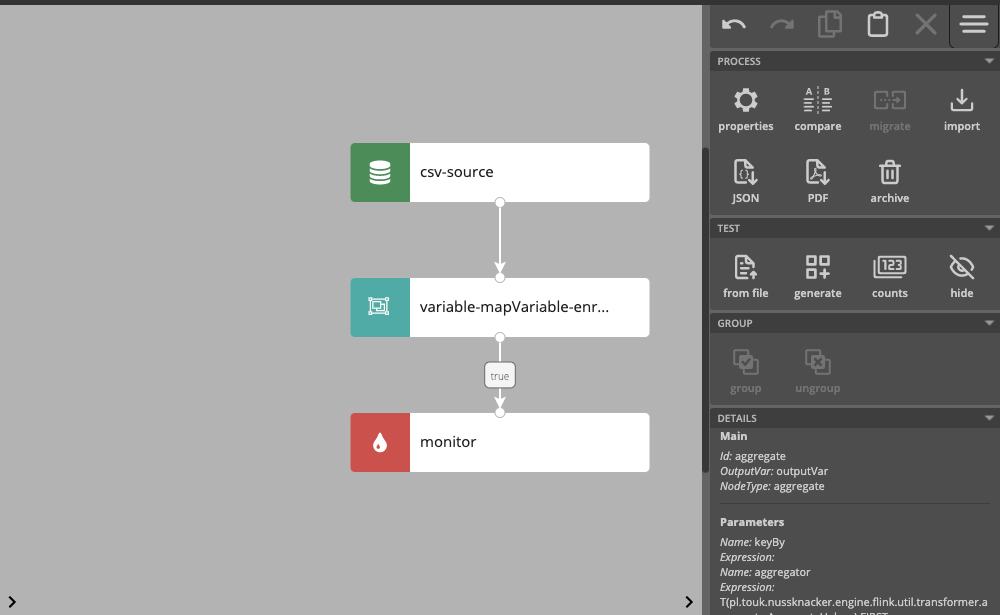 csv-source
variable-mapVariable-enr...
true
monitor
PROCESS
A B
properties compare migrate import
JSON PDF archive
TEST
123
from file generate counts hide
GROUP
group ungroup
DETAILS
Main
Id: aggregate
OutputVar: outputVar
NodeType: aggregate
Parameters
Name: keyBy
Expression:
Name: aggregator
Expression:
T(pl.touk.nussknacker.engine.flink.util.transformer.a